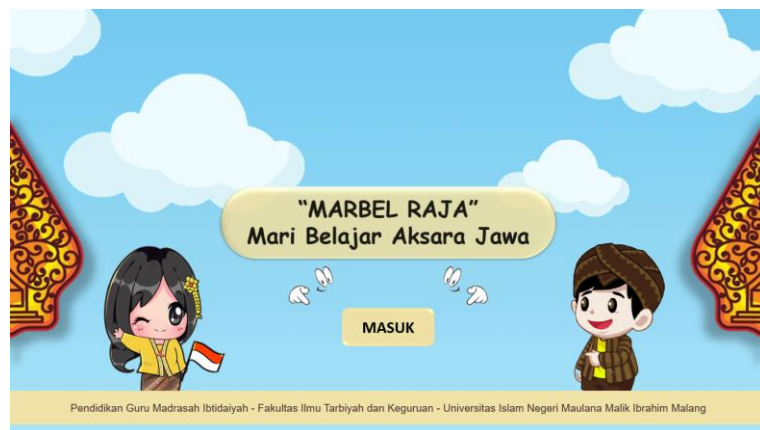 “MARBEL RAJA”
Mari Belajar Aksara Jawa
MASUK
Pendidikan Guru Madrasah Ibtidaiyah - Fakultas Ilmu Tarbiyah dan Keguruan - Universitas Islam Negeri Maulana Malik Ibrahim Malang